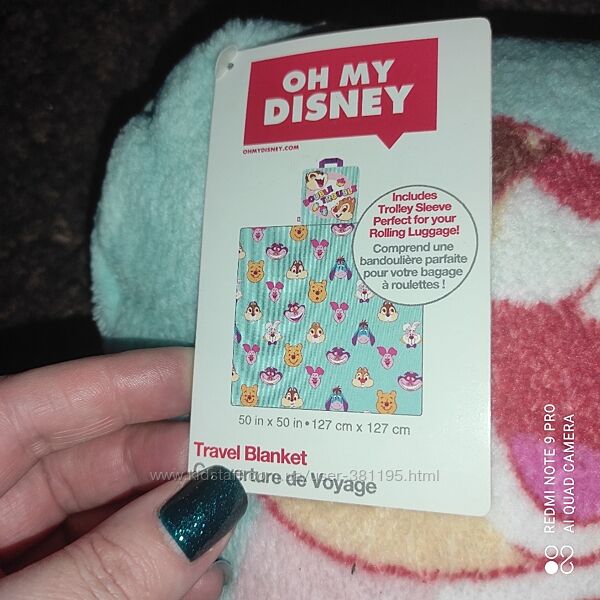 OH MY
DISNEY
OHMYDISNEY.COM
DOUBLE
TROUBLE
Includes
Trolley Sleeve
Perfect for your
Rolling Luggage!
Comprend une
bandoulière parfaite
pour votre bagage
à roulettes !
50 in x 50 in • 127 cm x 127 cm
Travel Blanket
de Voyage
REDMI NOTE 9 PRO
AI QUAD CAMERA